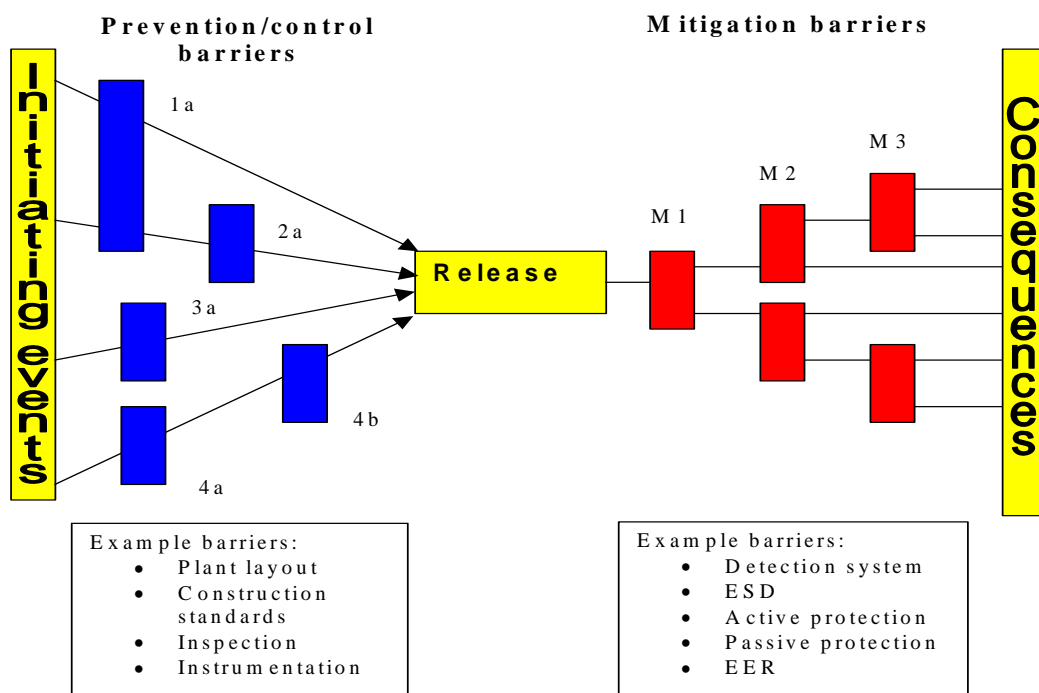 Prevention/control
barriers
Mitigation barriers
Initiating events
1a
2a
3a
4a
4b
Release
M1
M2
M3
Consequences
Example barriers:
• Plant layout
• Construction
standards
• Inspection
• Instrumentation
Example barriers:
• Detection system
• ESD
• Active protection
• Passive protection
• EER